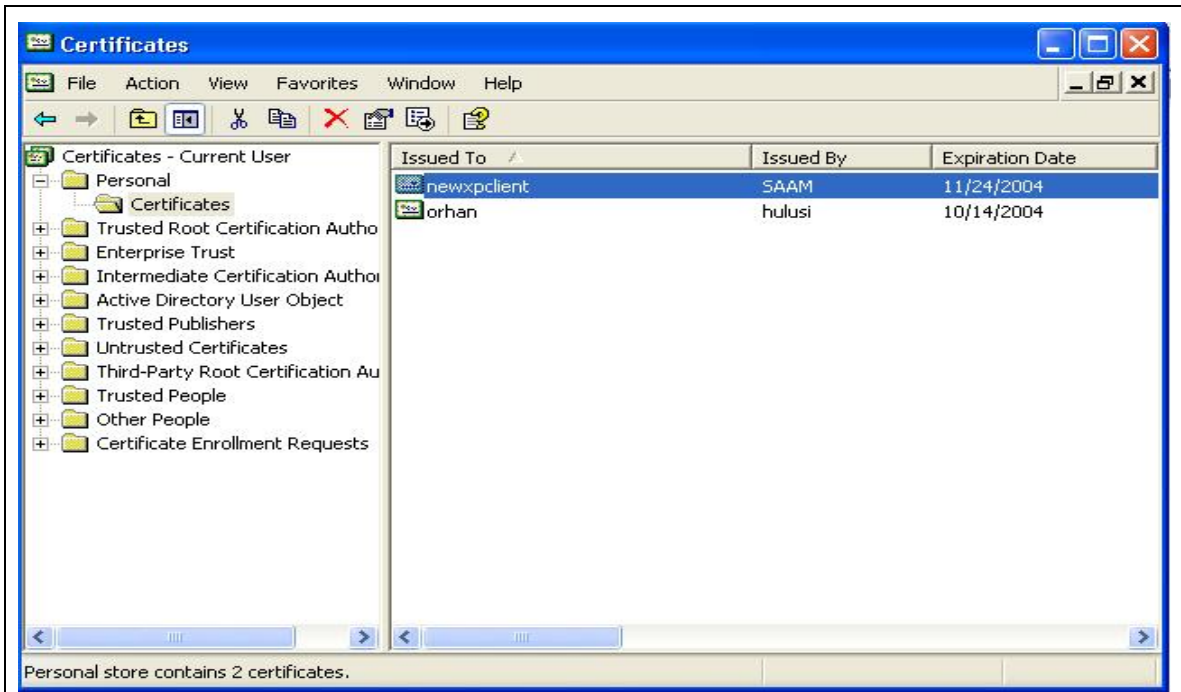 Certificates
File Action View Favorites Window Help
Certificates - Current User
Personal
Certificates
Trusted Root Certification Autho
Enterprise Trust
Intermediate Certification Author
Active Directory User Object
Trusted Publishers
Untrusted Certificates
Third-Party Root Certification Au
Trusted People
Other People
Certificate Enrollment Requests
Issued To Issued By Expiration Date
newxpclient SAAM 11/24/2004
orhan hulusi 10/14/2004
Personal store contains 2 certificates.